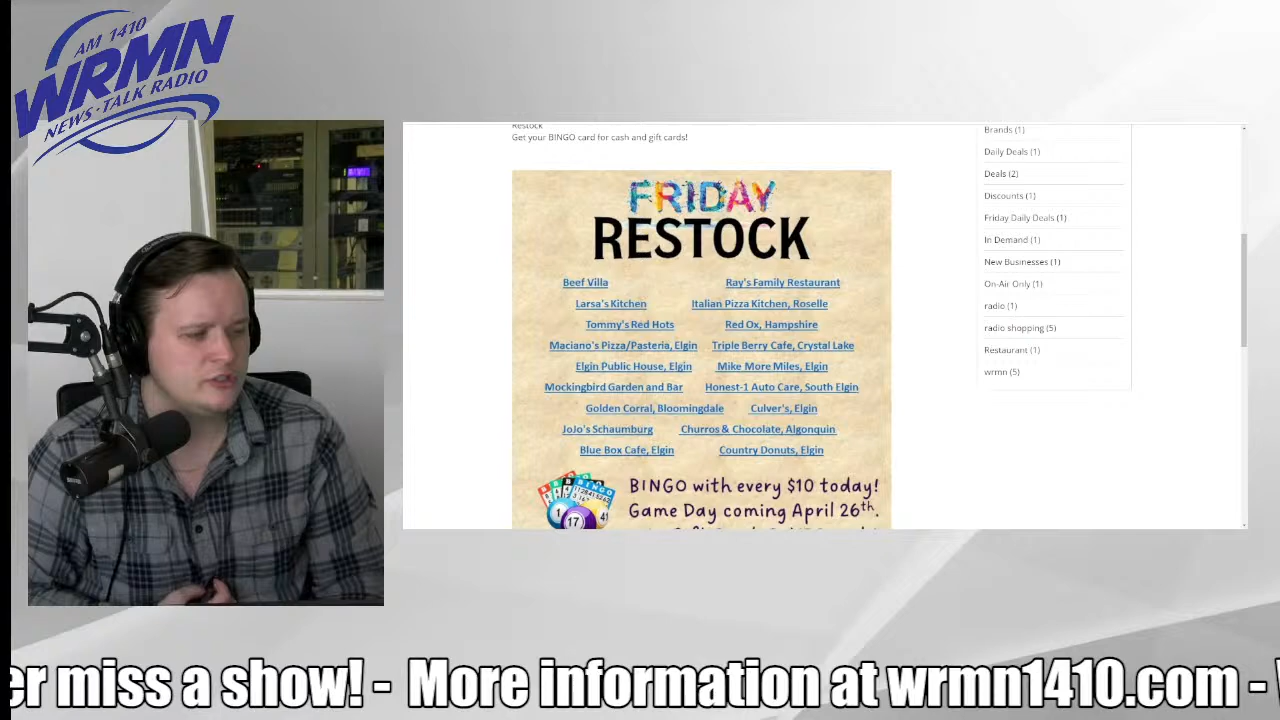 AM 1410
WRMN
NEWS·TALK RADIO
Restock
Get your BINGO card for cash and gift cards!
FRIDAY
RESTOCK
Beef Villa Ray's Family Restaurant
Larsa's Kitchen Italian Pizza Kitchen, Roselle
Tommy's Red Hots Red Ox, Hampshire
Maciano's Pizza/Pasteria, Elgin Triple Berry Cafe, Crystal Lake
Elgin Public House, Elgin Mike More Miles, Elgin
Mockingbird Garden and Bar Honest-1 Auto Care, South Elgin
Golden Corral, Bloomingdale Culver's, Elgin
JoJo's Schaumburg Churros & Chocolate, Algonquin
Blue Box Cafe, Elgin Country Donuts, Elgin
BINGO
17
BINGO with every $10 today!
Game Day coming April 26th.
Brands (1)
Daily Deals (1)
Deals (2)
Discounts (1)
Friday Daily Deals (1)
In Demand (1)
New Businesses (1)
On-Air Only (1)
radio (1)
radio shopping (5)
Restaurant (1)
wrmn (5)
er miss a show! - More information at wrmn1410.com -